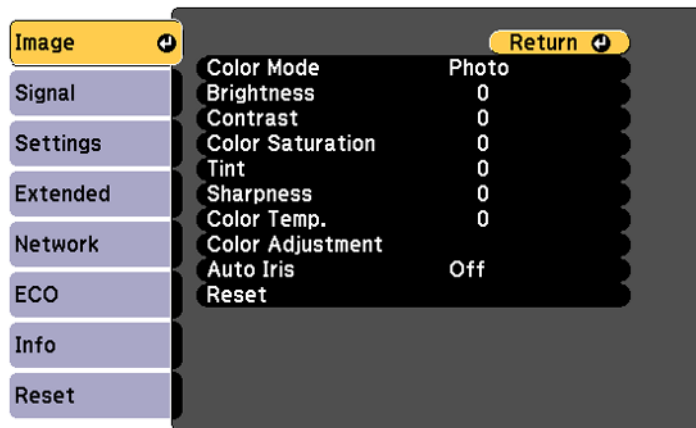 Image
Signal
Settings
Extended
Network
ECO
Info
Reset
Return
Color Mode Photo
Brightness 0
Contrast 0
Color Saturation 0
Tint 0
Sharpness 0
Color Temp. 0
Color Adjustment
Auto Iris Off
Reset